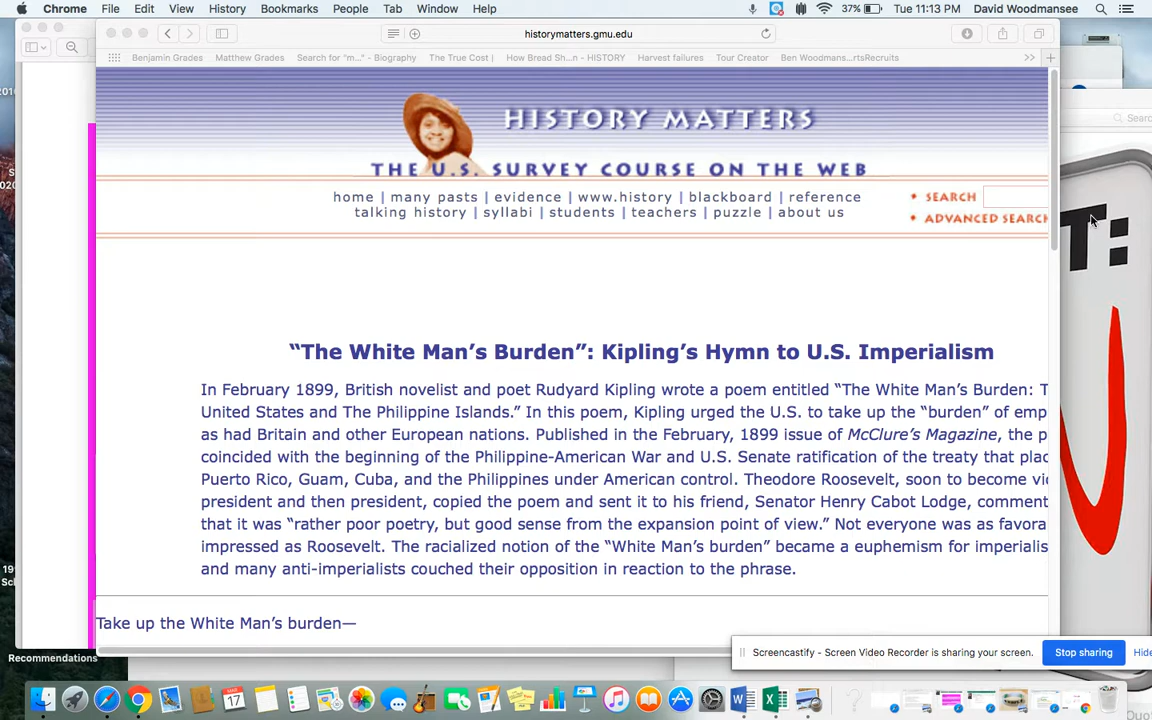 Chrome File Edit View History Bookmarks People Tab Window Help 37% Tue 11:13 PM David Woodmansee
historymatters.gmu.edu
Benjamin Grades Matthew Grades Search for "m..." - Biography The True Cost | How Bread Sh...n - HISTORY Harvest failures Tour Creator Ben Woodmans...rtsRecruits
HISTORY MATTERS
THE U.S. SURVEY COURSE ON THE WEB
home | many pasts | evidence | www.history | blackboard | reference
talking history | syllabi | students | teachers | puzzle | about us
• SEARCH
• ADVANCED SEARCH
T:
“The White Man’s Burden”: Kipling’s Hymn to U.S. Imperialism
In February 1899, British novelist and poet Rudyard Kipling wrote a poem entitled “The White Man’s Burden: T
United States and The Philippine Islands.” In this poem, Kipling urged the U.S. to take up the “burden” of emp
as had Britain and other European nations. Published in the February, 1899 issue of McClure’s Magazine, the p
coincided with the beginning of the Philippine-American War and U.S. Senate ratification of the treaty that plac
Puerto Rico, Guam, Cuba, and the Philippines under American control. Theodore Roosevelt, soon to become vi
president and then president, copied the poem and sent it to his friend, Senator Henry Cabot Lodge, comment
that it was “rather poor poetry, but good sense from the expansion point of view.” Not everyone was as favora
impressed as Roosevelt. The racialized notion of the “White Man’s burden” became a euphemism for imperialis
and many anti-imperialists couched their opposition in reaction to the phrase.
Take up the White Man’s burden—
Screencastify - Screen Video Recorder is sharing your screen. Stop sharing Hide
Recommendations
17